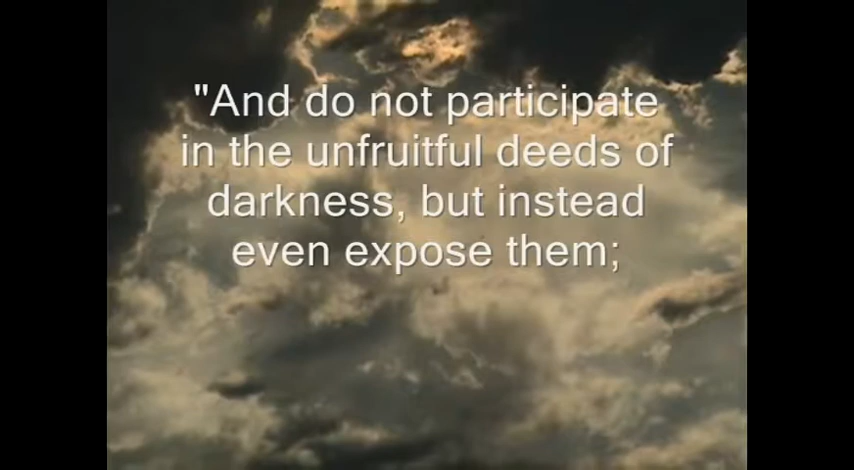 "And do not participate
in the unfruitful deeds of
darkness, but instead
even expose them;